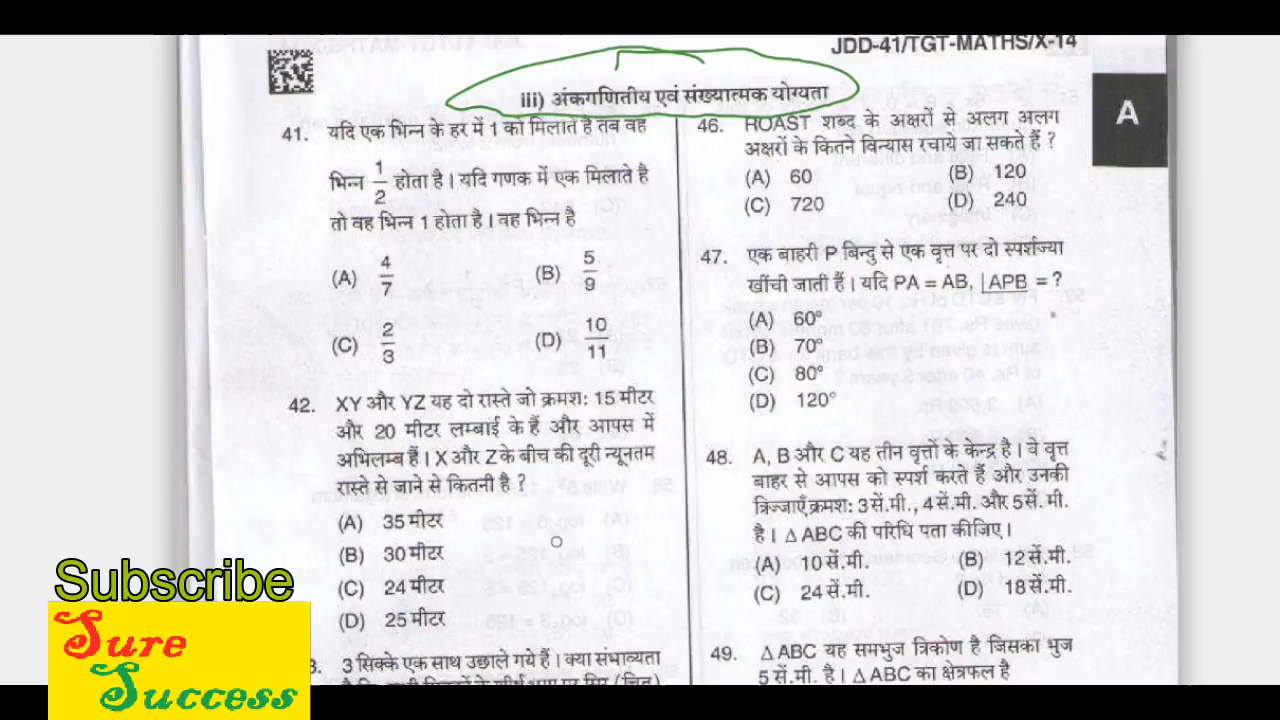 JDD-41/TGT-MATHS/X-14
iii) अंकगणितीय एवं संख्यात्मक योग्यता
A
41. यदि एक भिन्न के हर में 1 को मिलाते है तब वह
भिन्न 1/2 होता है। यदि गणक में एक मिलाते है
तो वह भिन्न 1 होता है। वह भिन्न है
(A) 4/7 (B) 5/9
(C) 2/3 (D) 10/11
42. XY और YZ यह दो रास्ते जो क्रमशः 15 मीटर
और 20 मीटर लम्बाई के हैं और आपस में
अभिलम्ब हैं। X और Z के बीच की दूरी न्यूनतम
रास्ते से जाने से कितनी है ?
(A) 35 मीटर
(B) 30 मीटर
(C) 24 मीटर
(D) 25 मीटर
3. 3 सिक्के एक साथ उछाले गये हैं। क्या संभाव्यता
46. ROAST शब्द के अक्षरों से अलग अलग
अक्षरों के कितने विन्यास रचाये जा सकते हैं ?
(A) 60 (B) 120
(C) 720 (D) 240
47. एक बाहरी P बिन्दु से एक वृत्त पर दो स्पर्शज्या
खींची जाती हैं। यदि PA = AB, |APB = ?
(A) 60°
(B) 70°
(C) 80°
(D) 120°
48. A, B और C यह तीन वृत्तों के केन्द्र है। वे वृत्त
बाहर से आपस को स्पर्श करते हैं और उनकी
त्रिज्याएँ क्रमशः 3 सें.मी., 4 सें.मी. और 5 सें.मी.
है। △ ABC की परिधि पता कीजिए।
(A) 10 सें.मी. (B) 12 सें.मी.
(C) 24 सें.मी. (D) 18 सें.मी.
49. △ABC यह समभुज त्रिकोण है जिसका भुज
5 सें.मी. है। △ABC का क्षेत्रफल है
Subscribe
Sure
Success